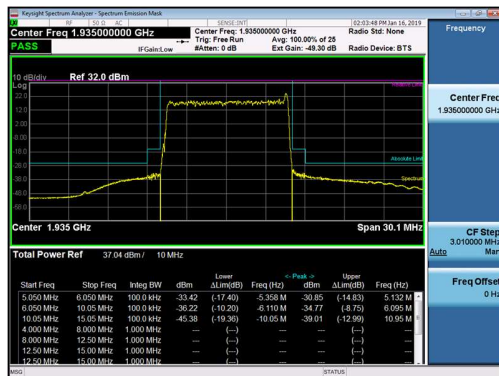 Keysight Spectrum Analyzer - Spectrum Emission Mask
RF 50 Ω AC SENSE:INT 02:03:48 PM Jan 16, 2019
Center Freq 1.935000000 GHz Center Freq: 1.935000000 GHz Radio Std: None
Trig: Free Run Avg: 100.00% of 25
PASS IFGain:Low #Atten: 0 dB Ext Gain: -49.30 dB Radio Device: BTS
Frequency
10 dB/div Ref 32.0 dBm
Log
22.0
12.0
2.00
-18.0
-28.0
-38.0
-48.0
Absolute Limit
Spectrum
Center 1.935 GHz Span 30.1 MHz
Center Freq
1.935000000 GHz
CF Step
3.010000 MHz
Auto Man
Freq Offset
0 Hz
Total Power Ref 37.04 dBm / 10 MHz
Lower <- Peak -> Upper
Start Freq Stop Freq Integ BW dBm ΔLim(dB) Freq (Hz) dBm ΔLim(dB) Freq (Hz)
5.050 MHz 6.050 MHz 100.0 kHz -33.42 (-17.40) -5.358 M -30.85 (-14.83) 5.132 M
6.050 MHz 10.05 MHz 100.0 kHz -36.22 (-10.20) -6.110 M -34.77 (-8.75) 6.095 M
10.05 MHz 15.05 MHz 100.0 kHz -45.38 (-19.36) -10.05 M -39.01 (-12.99) 10.95 M
4.000 MHz 8.000 MHz 1.000 MHz --- (---) --- (---)
8.000 MHz 12.50 MHz 1.000 MHz --- (---) --- (---)
12.50 MHz 15.00 MHz 1.000 MHz --- (---) --- (---)
12.50 MHz 15.00 MHz 1.000 MHz --- (---) --- (---)
MSG STATUS